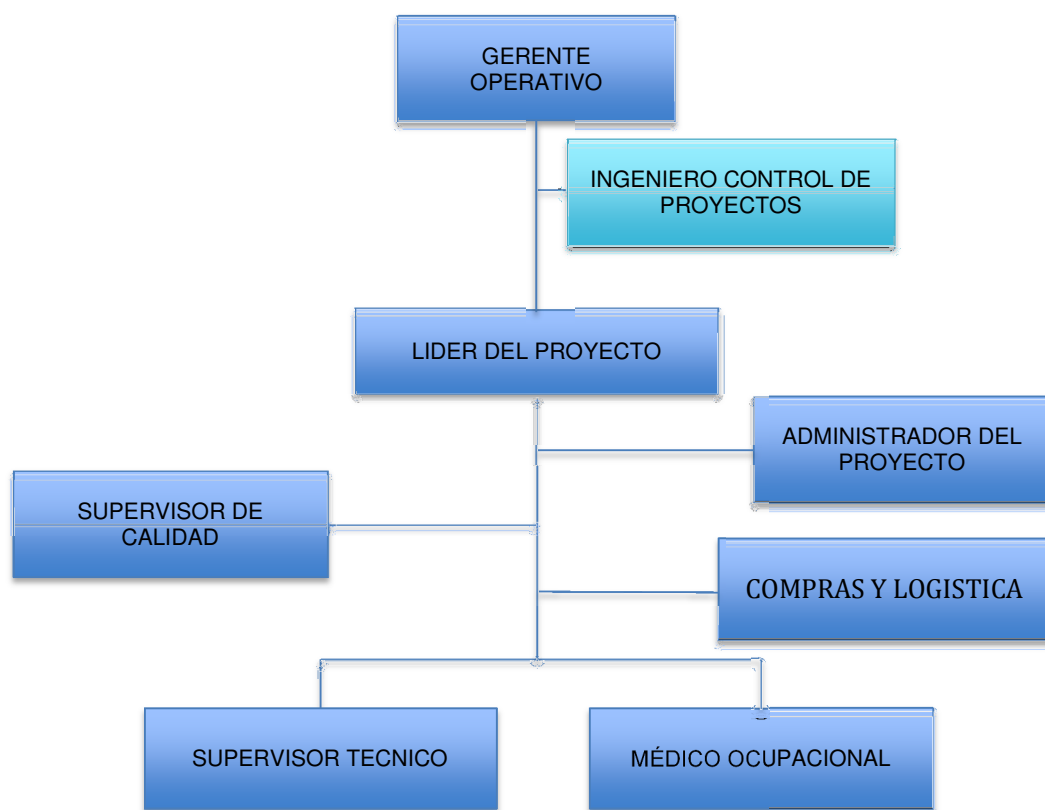 GERENTE
OPERATIVO
INGENIERO CONTROL DE
PROYECTOS
LIDER DEL PROYECTO
ADMINISTRADOR DEL
PROYECTO
SUPERVISOR DE
CALIDAD
COMPRAS Y LOGISTICA
SUPERVISOR TECNICO
MÉDICO OCUPACIONAL